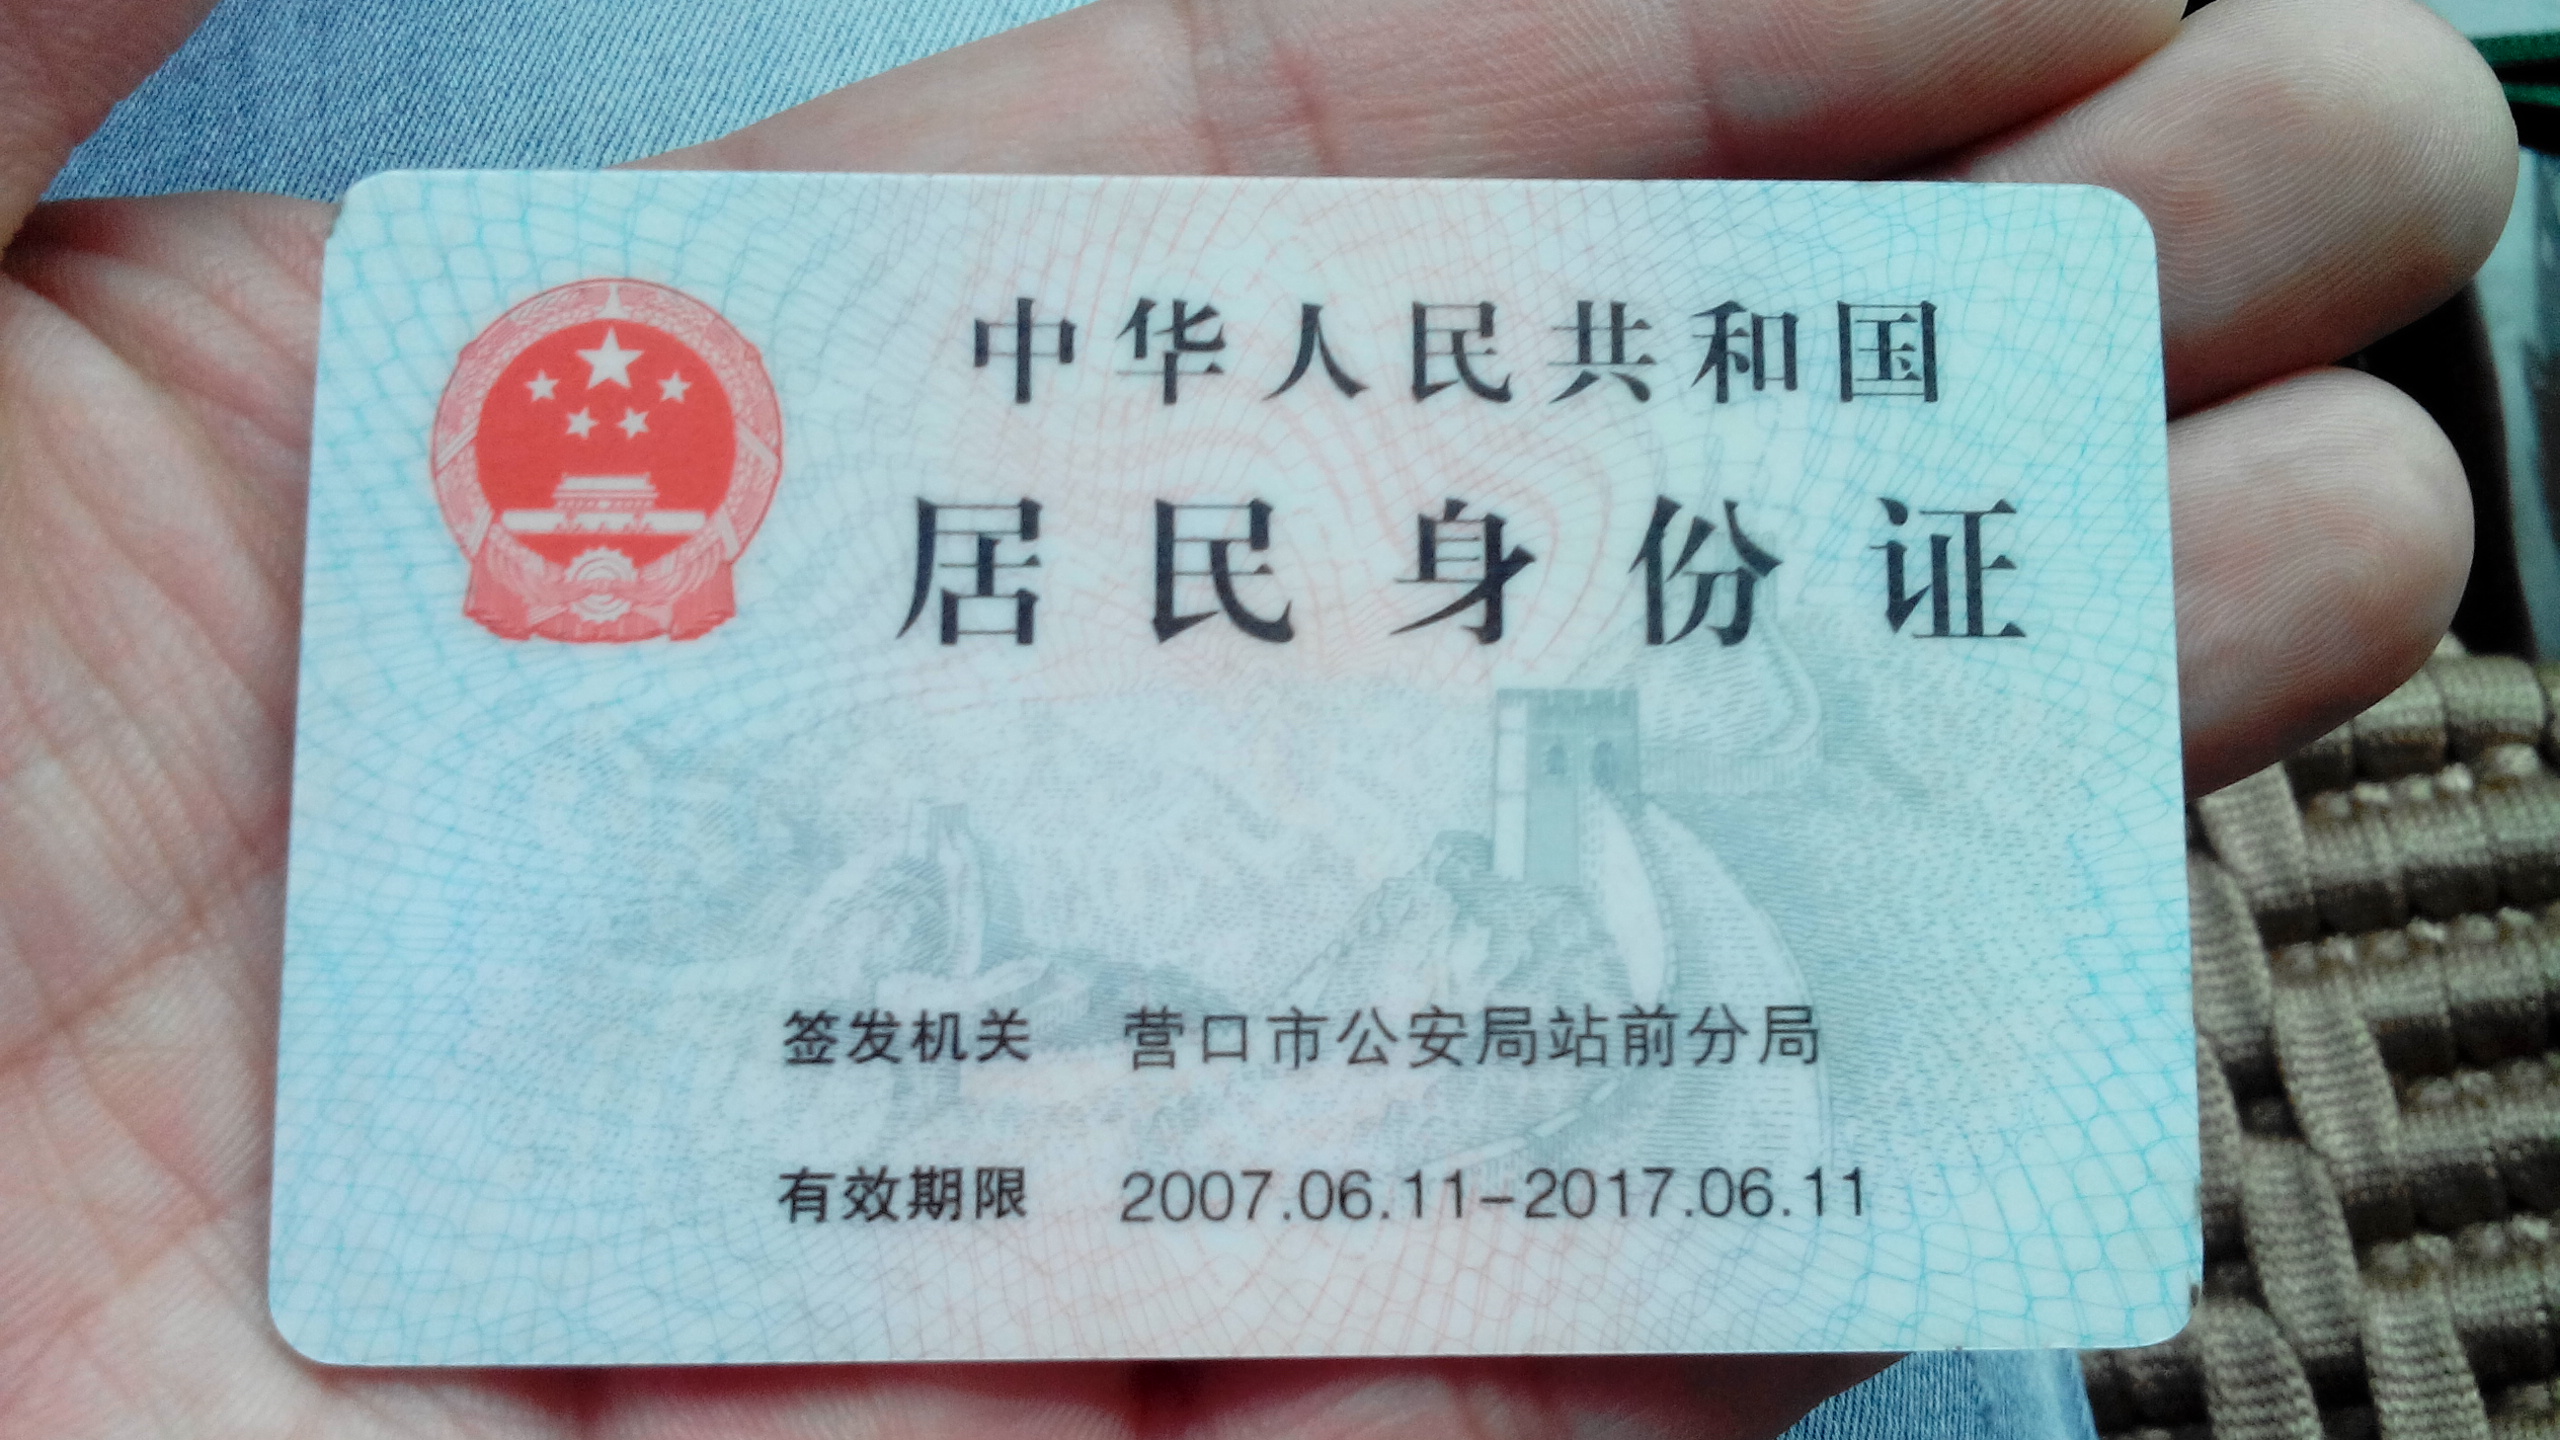 中华人民共和国
居民身份证
签发机关 营口市公安局站前分局
有效期限 2007.06.11-2017.06.11